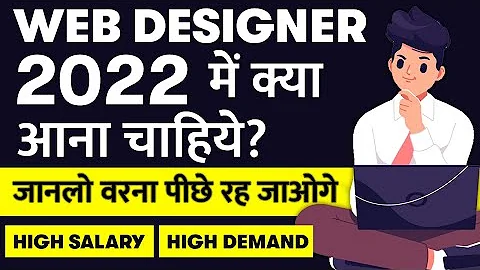 WEB DESIGNER
2022 में क्या
आना चाहिये?
जानलो वरना पीछे रह जाओगे
HIGH SALARY HIGH DEMAND